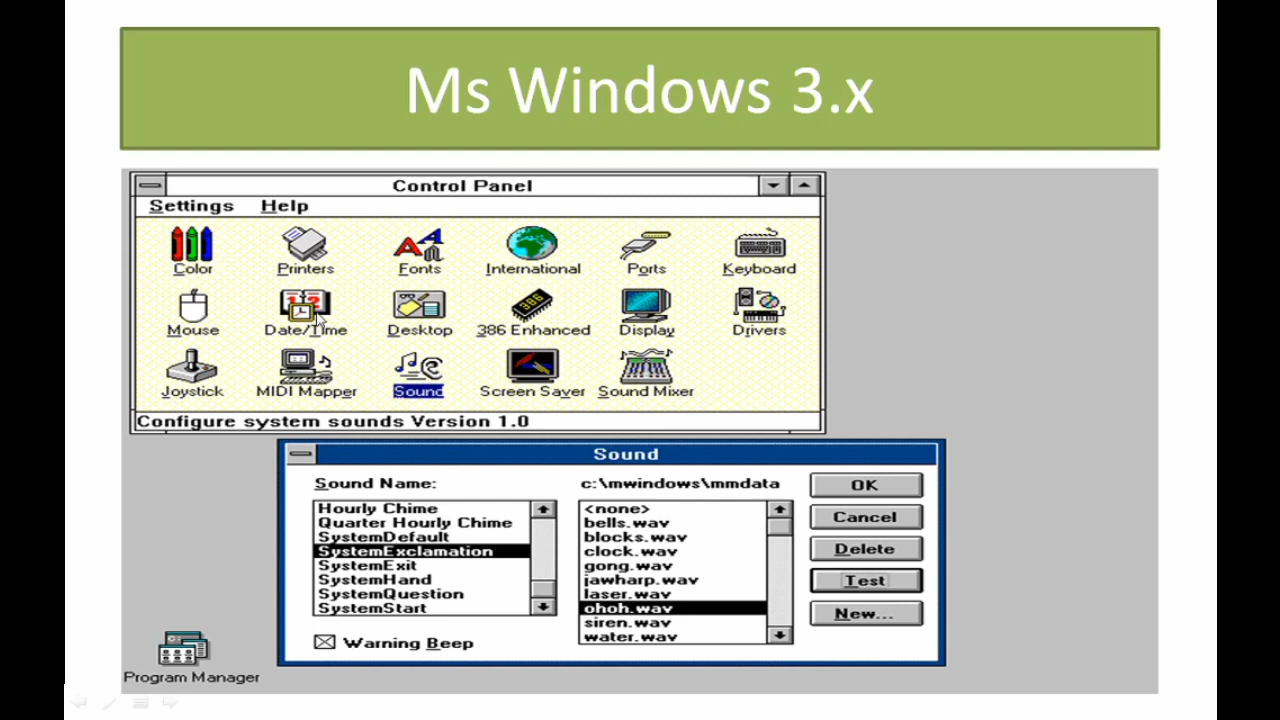 Ms Windows 3.x
Control Panel
Settings Help
Color Printers Fonts International Ports Keyboard
386
Mouse Date/Time Desktop 386 Enhanced Display Drivers
Joystick MIDI Mapper Sound Screen Saver Sound Mixer
Configure system sounds Version 1.0
Sound
Sound Name:
Hourly Chime
Quarter Hourly Chime
SystemDefault
SystemExclamation
SystemExit
SystemHand
SystemQuestion
SystemStart
Warning Beep
c:\mwindows\mmdata
<none>
bells.wav
blocks.wav
clock.wav
gong.wav
jawharp.wav
laser.wav
ohoh.wav
siren.wav
water.wav
OK
Cancel
Delete
Test
New...
Program Manager